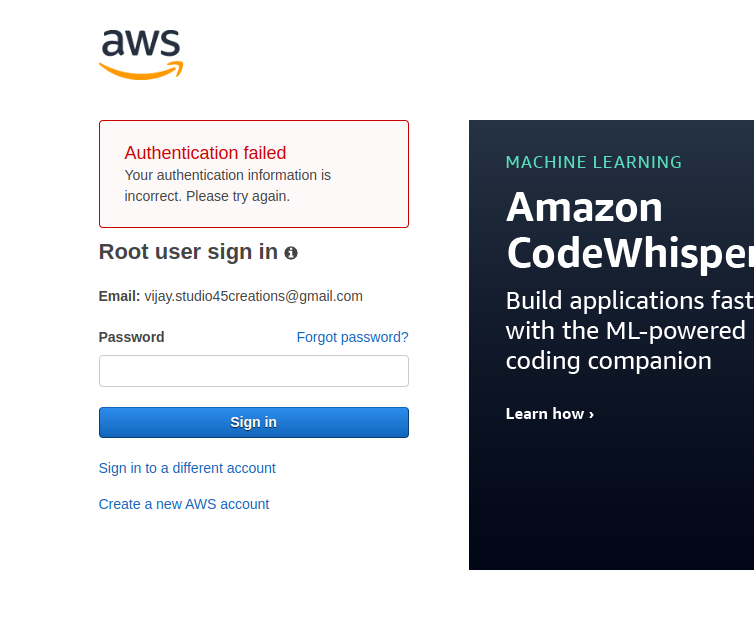 aws
Authentication failed
Your authentication information is
incorrect. Please try again.
Root user sign in
Email: vijay.studio45creations@gmail.com
Password
Forgot password?
Sign in
Sign in to a different account
Create a new AWS account
MACHINE LEARNING
Amazon
CodeWhisper
Build applications fast
with the ML-powered
coding companion
Learn how ›